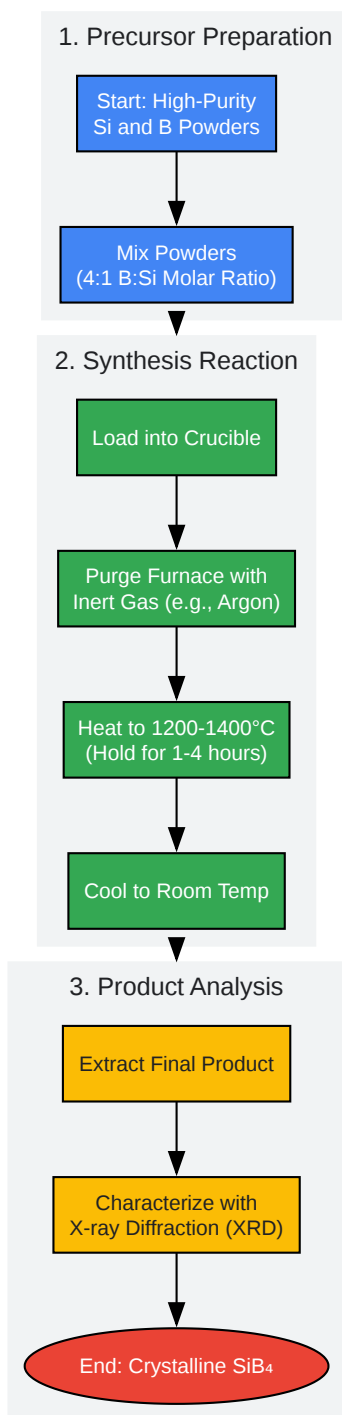 1. Precursor Preparation
Start: High-Purity
Si and B Powders
Mix Powders
(4:1 B:Si Molar Ratio)
2. Synthesis Reaction
Load into Crucible
Purge Furnace with
Inert Gas (e.g., Argon)
Heat to 1200-1400°C
(Hold for 1-4 hours)
Cool to Room Temp
3. Product Analysis
Extract Final Product
Characterize with
X-ray Diffraction (XRD)
End: Crystalline SiB₄